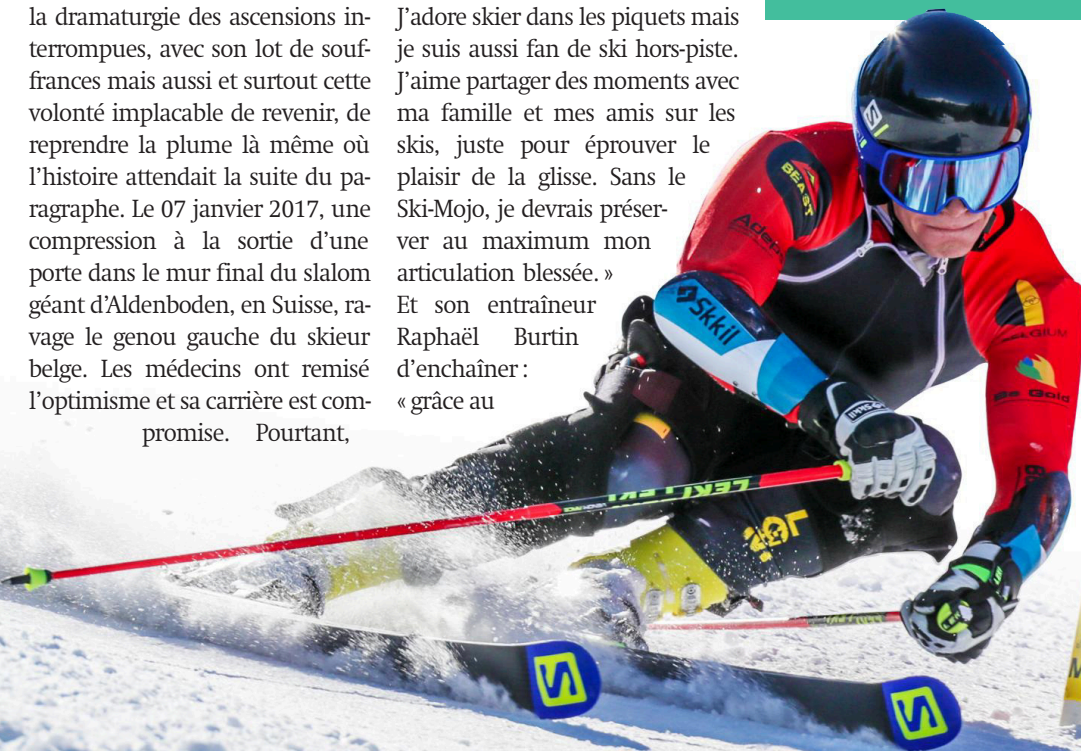 la dramaturgie des ascensions in-
terrompues, avec son lot de souf-
frances mais aussi et surtout cette
volonté implacable de revenir, de
reprendre la plume là même où
l'histoire attendait la suite du pa-
ragraphe. Le 07 janvier 2017, une
compression à la sortie d'une
porte dans le mur final du slalom
géant d'Aldenboden, en Suisse, ra-
vage le genou gauche du skieur
belge. Les médecins ont remisé
l'optimisme et sa carrière est com-
promise. Pourtant,
J'adore skier dans les piquets mais
je suis aussi fan de ski hors-piste.
J'aime partager des moments avec
ma famille et mes amis sur les
skis, juste pour éprouver le
plaisir de la glisse. Sans le
Ski-Mojo, je devrais préser-
ver au maximum mon
articulation blessée. »
Et son entraîneur
Raphaël Burtin
d'enchaîner :
« grâce au
BEAST
Skkil
Be Gold
LEKI LEKI